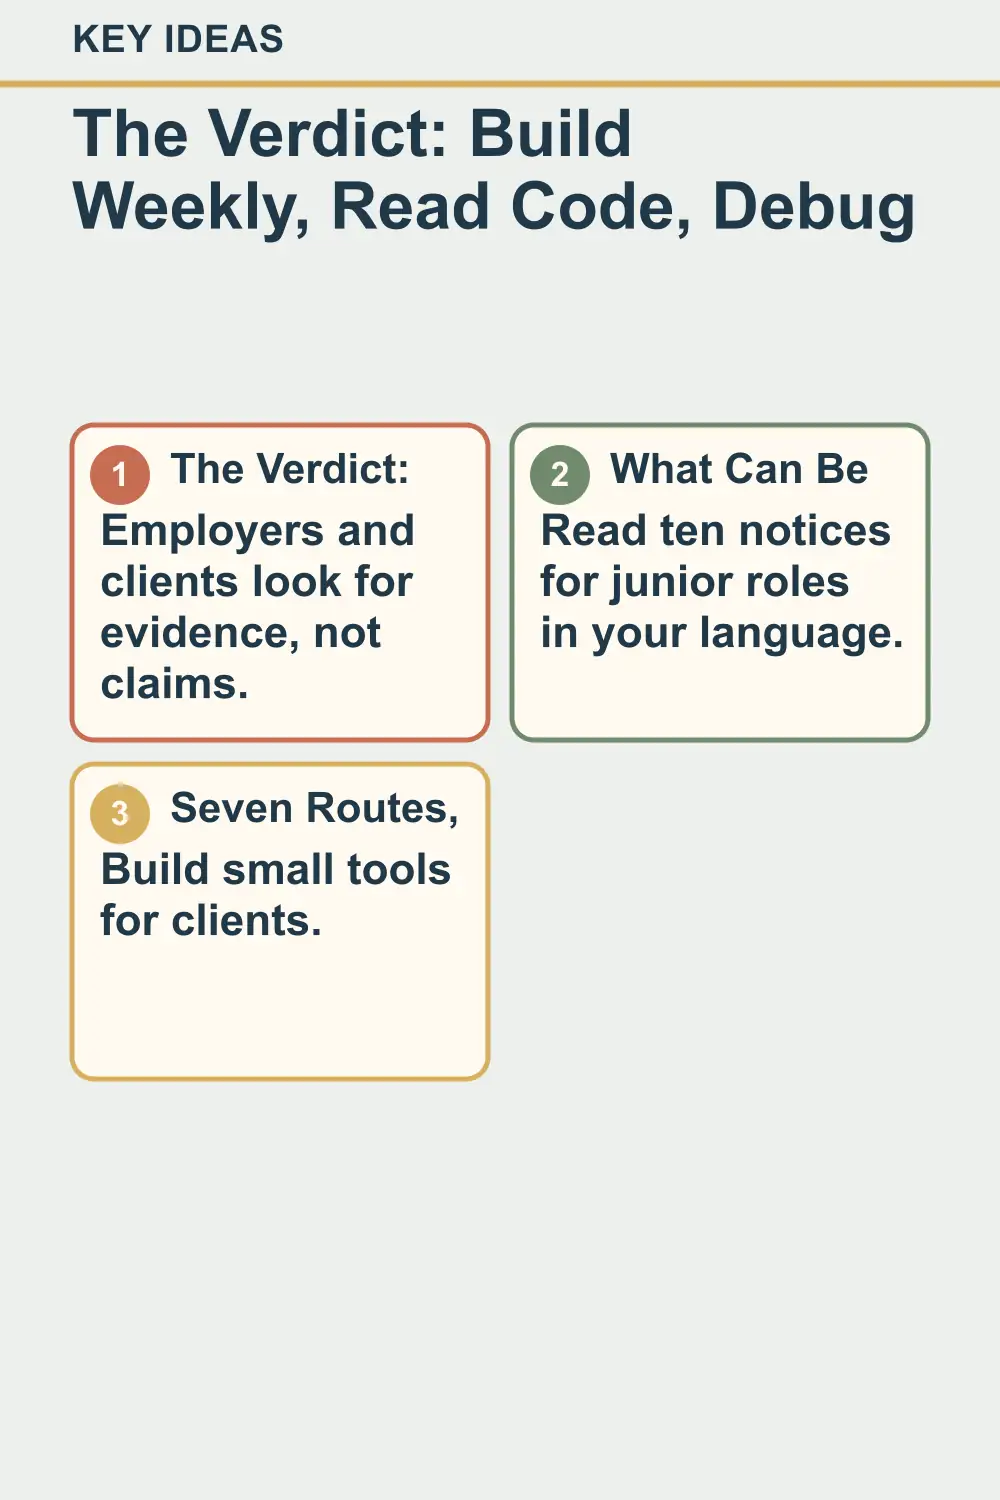 KEY IDEAS
The Verdict: Build
Weekly, Read Code, Debug
1 The Verdict:
Employers and
clients look for
evidence, not
claims.
2 What Can Be
Read ten notices
for junior roles
in your language.
3 Seven Routes,
Build small tools
for clients.